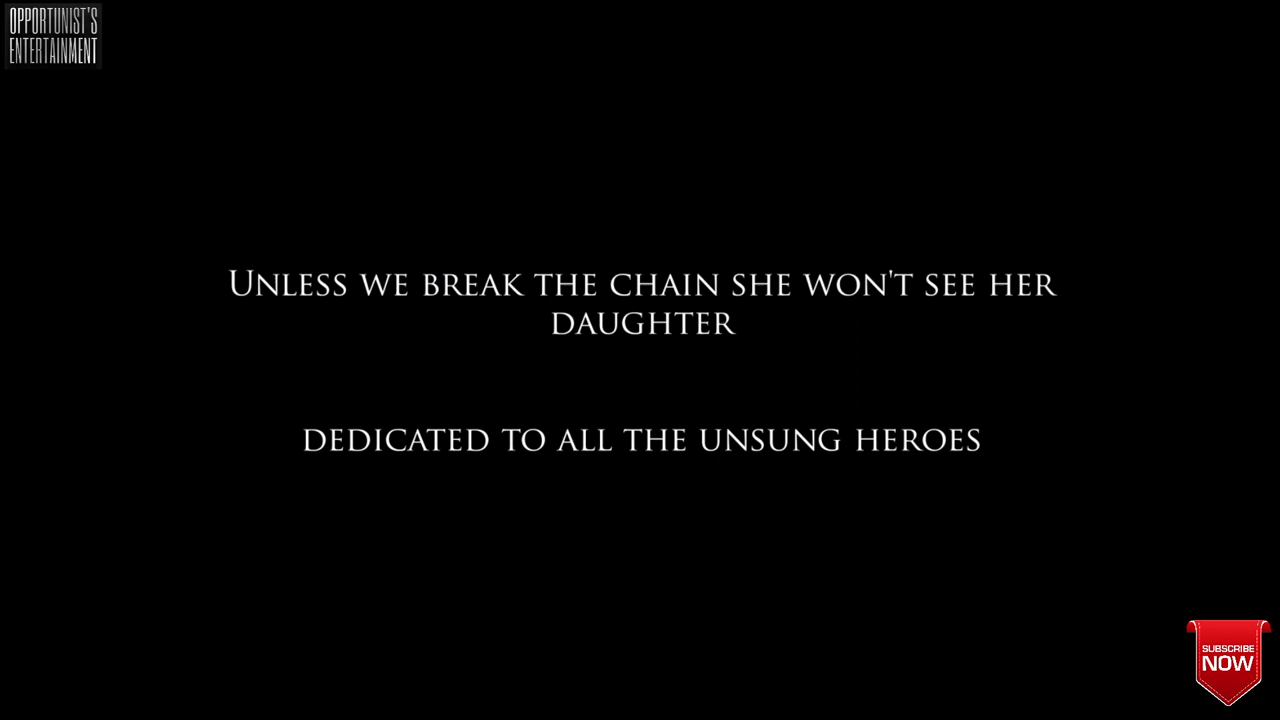 OPPORTUNIST'S
ENTERTAINMENT
UNLESS WE BREAK THE CHAIN SHE WON'T SEE HER
DAUGHTER
DEDICATED TO ALL THE UNSUNG HEROES
SUBSCRIBE
NOW